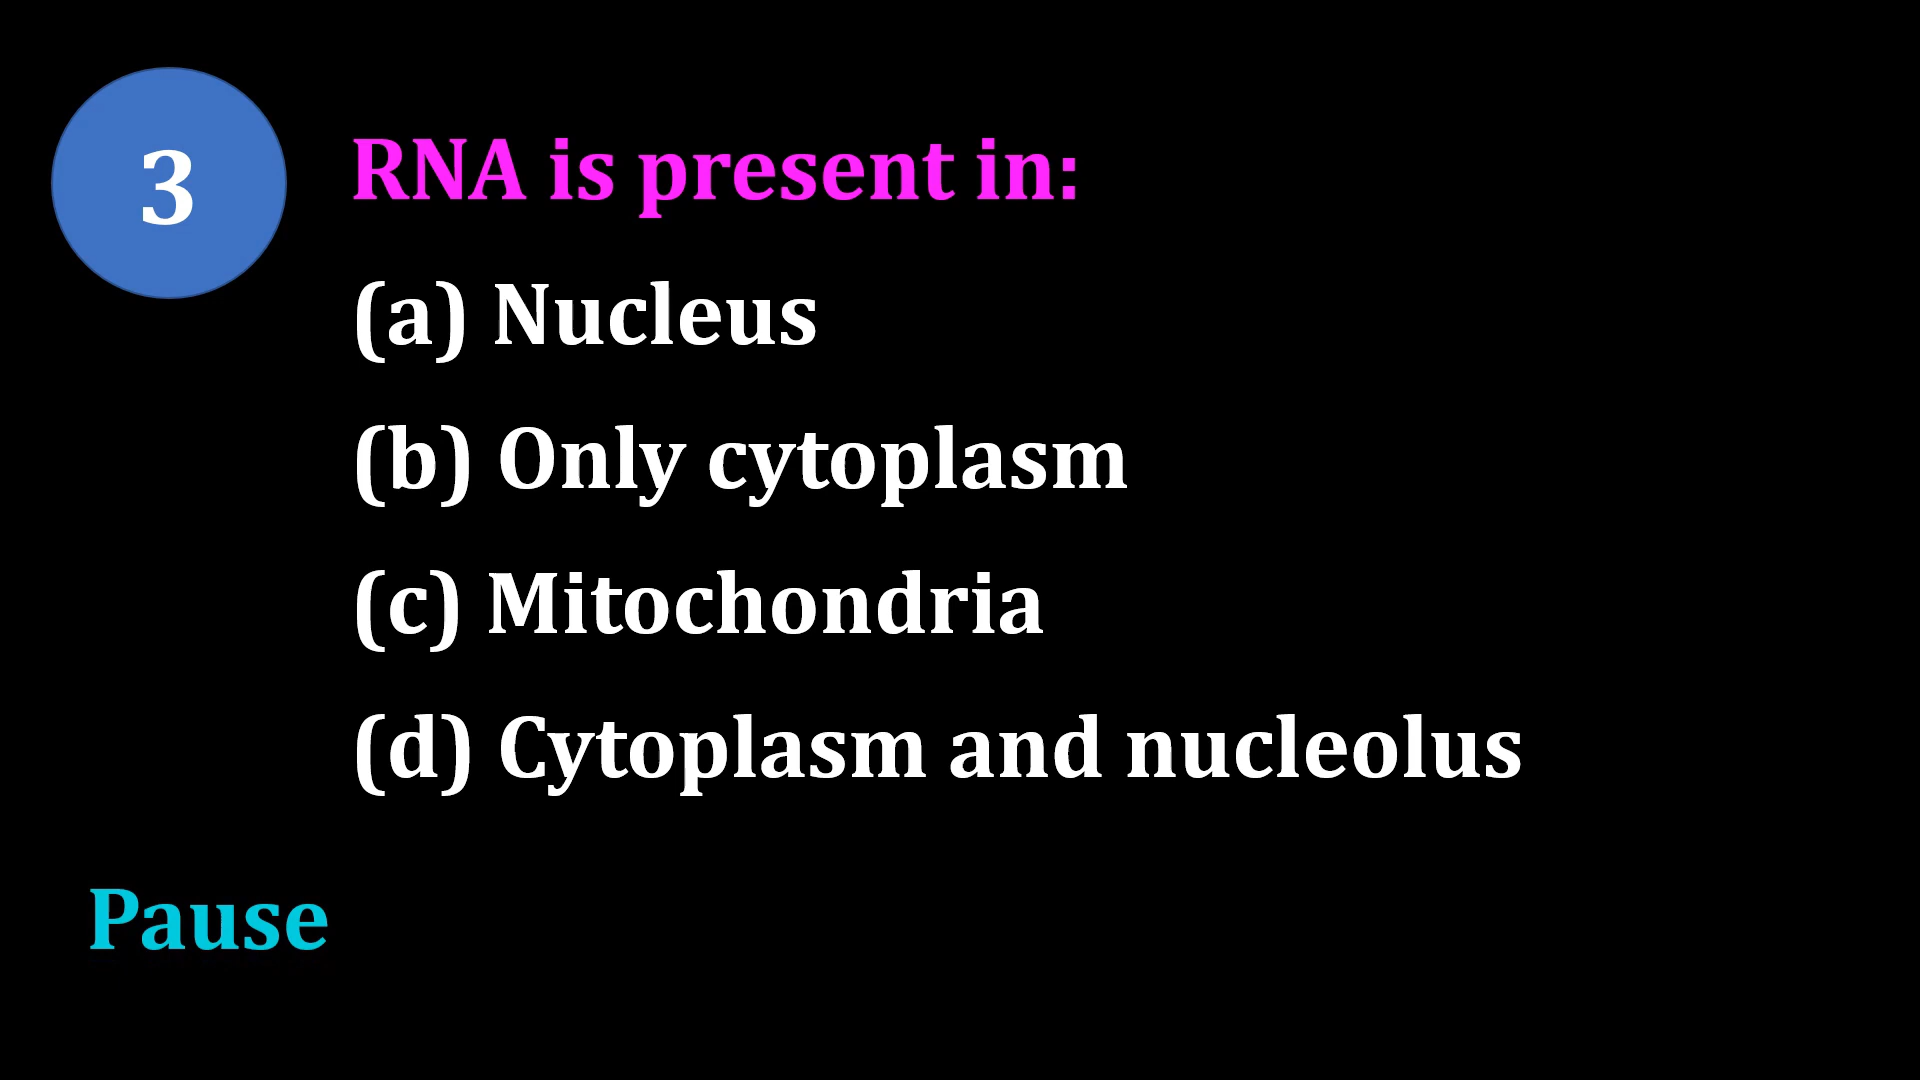 3
RNA is present in:
(a) Nucleus
(b) Only cytoplasm
(c) Mitochondria
(d) Cytoplasm and nucleolus
Pause